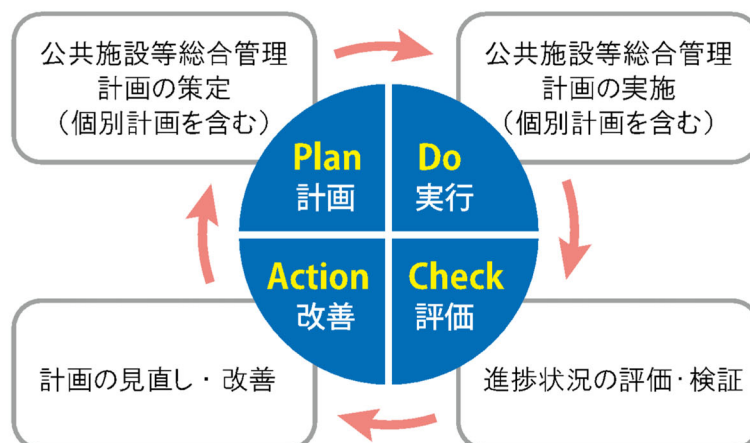 公共施設等総合管理
計画の策定
（個別計画を含む）
公共施設等総合管理
計画の実施
（個別計画を含む）
Plan
計画
Do
実行
Action
改善
Check
評価
計画の見直し・改善
進捗状況の評価・検証